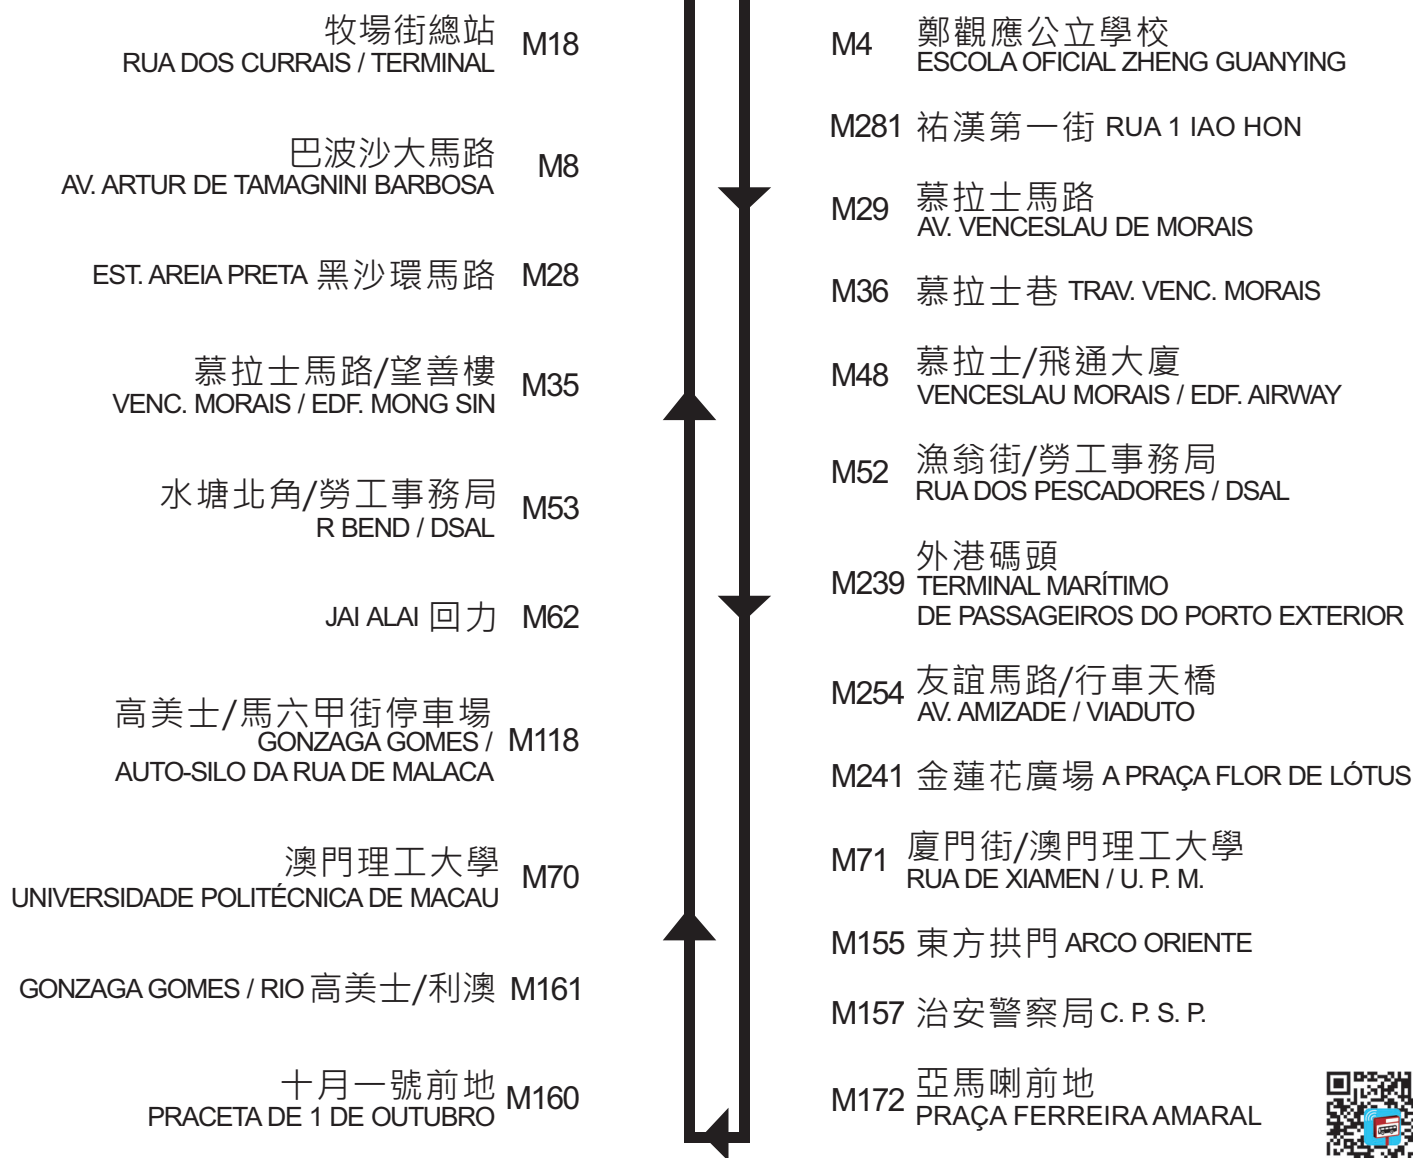 牧場街總站
RUA DOS CURRAIS / TERMINAL
M18
巴波沙大馬路
AV. ARTUR DE TAMAGNINI BARBOSA
M8
EST. AREIA PRETA 黑沙環馬路 M28
慕拉士馬路/望善樓
VENC. MORAIS / EDF. MONG SIN
M35
水塘北角/勞工事務局
R BEND / DSAL
M53
JAI ALAI 回力 M62
高美士/馬六甲街停車場
GONZAGA GOMES /
AUTO-SILO DA RUA DE MALACA
M118
澳門理工大學
UNIVERSIDADE POLITÉCNICA DE MACAU
M70
GONZAGA GOMES / RIO 高美士/利澳 M161
十月一號前地
PRACETA DE 1 DE OUTUBRO
M160
M4
鄭觀應公立學校
ESCOLA OFICIAL ZHENG GUANYING
M281 祐漢第一街 RUA 1 IAO HON
M29
慕拉士馬路
AV. VENCESLAU DE MORAIS
M36 慕拉士巷 TRAV. VENC. MORAIS
M48
慕拉士/飛通大廈
VENCESLAU MORAIS / EDF. AIRWAY
M52
漁翁街/勞工事務局
RUA DOS PESCADORES / DSAL
M239
外港碼頭
TERMINAL MARÍTIMO
DE PASSAGEIROS DO PORTO EXTERIOR
M254
友誼馬路/行車天橋
AV. AMIZADE / VIADUTO
M241 金蓮花廣場 A PRAÇA FLOR DE LÓTUS
M71
廈門街/澳門理工大學
RUA DE XIAMEN / U. P. M.
M155 東方拱門 ARCO ORIENTE
M157 治安警察局 C. P. S. P.
M172
亞馬喇前地
PRAÇA FERREIRA AMARAL